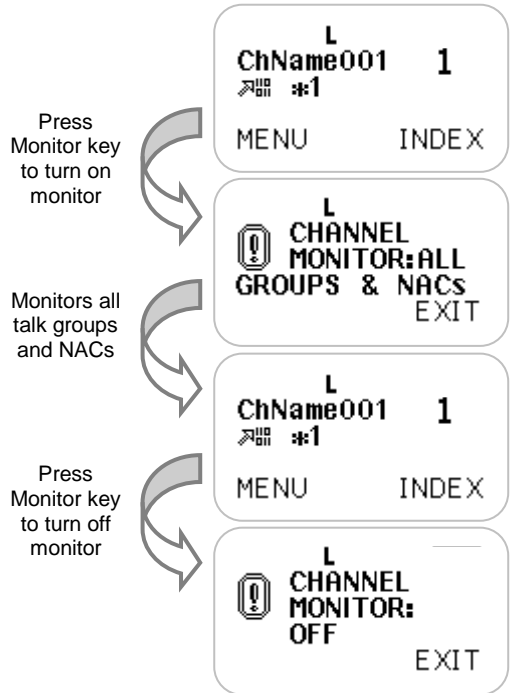 L
ChName001 1
*1
MENU INDEX
Press
Monitor key
to turn on
monitor
L
! CHANNEL
MONITOR:ALL
GROUPS & NACs
EXIT
Monitors all
talk groups
and NACs
L
ChName001 1
*1
MENU INDEX
Press
Monitor key
to turn off
monitor
L
! CHANNEL
MONITOR:
OFF
EXIT